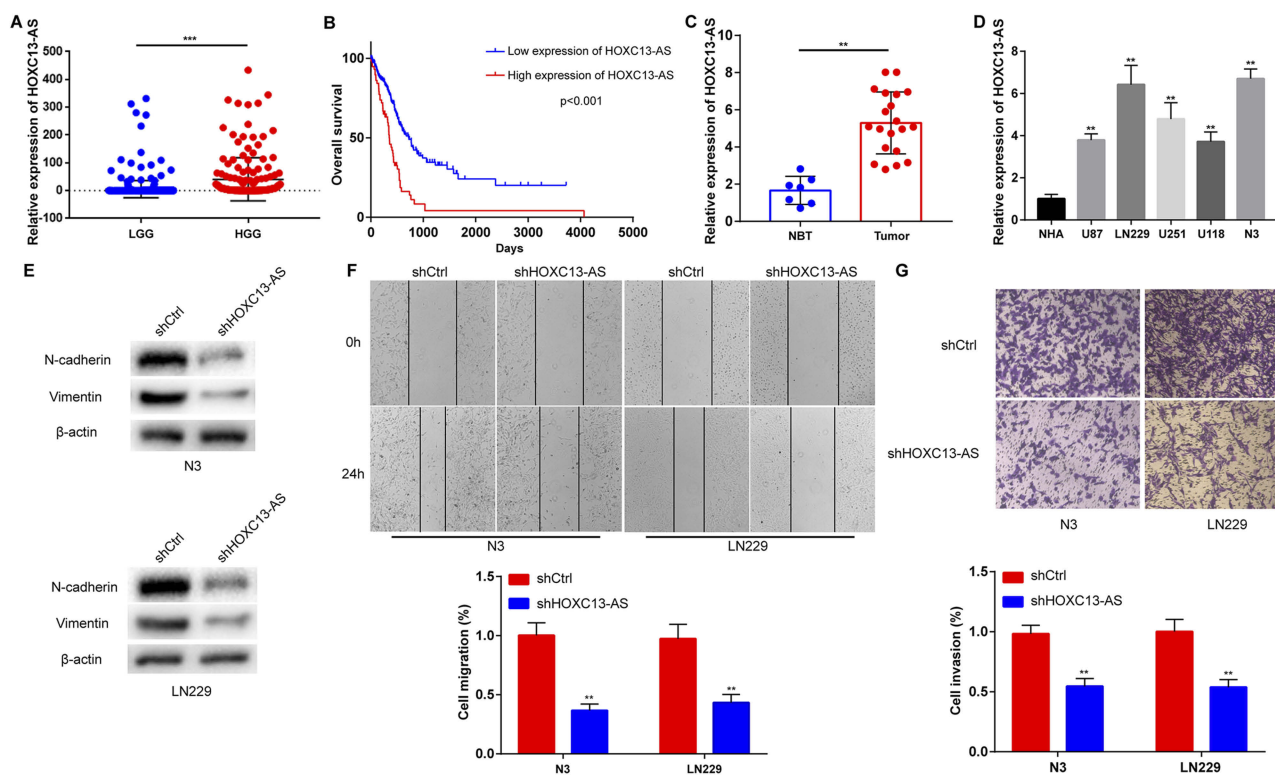 A
Relative expression of HOXC13-AS
500
400
300
200
100
0
-100
***
LGG
HGG
B
Overall survival
100
50
0
Low expression of HOXC13-AS
High expression of HOXC13-AS
p<0.001
0
1000
2000
3000
4000
5000
Days
C
Relative expression of HOXC13-AS
10
8
6
4
2
0
**
NBT
Tumor
D
Relative expression of HOXC13-AS
8
6
4
2
0
**
**
**
**
**
NHA
U87
LN229
U251
U118
N3
E
shCtrl
shHOXC13-AS
N-cadherin
Vimentin
β-actin
N3
shCtrl
shHOXC13-AS
N-cadherin
Vimentin
β-actin
LN229
F
shCtrl
shHOXC13-AS
shCtrl
shHOXC13-AS
0h
24h
N3
LN229
shCtrl
shHOXC13-AS
Cell migration (%)
1.5
1.0
0.5
0.0
**
**
N3
LN229
G
shCtrl
shHOXC13-AS
N3
LN229
shCtrl
shHOXC13-AS
Cell invasion (%)
1.5
1.0
0.5
0.0
**
**
N3
LN229